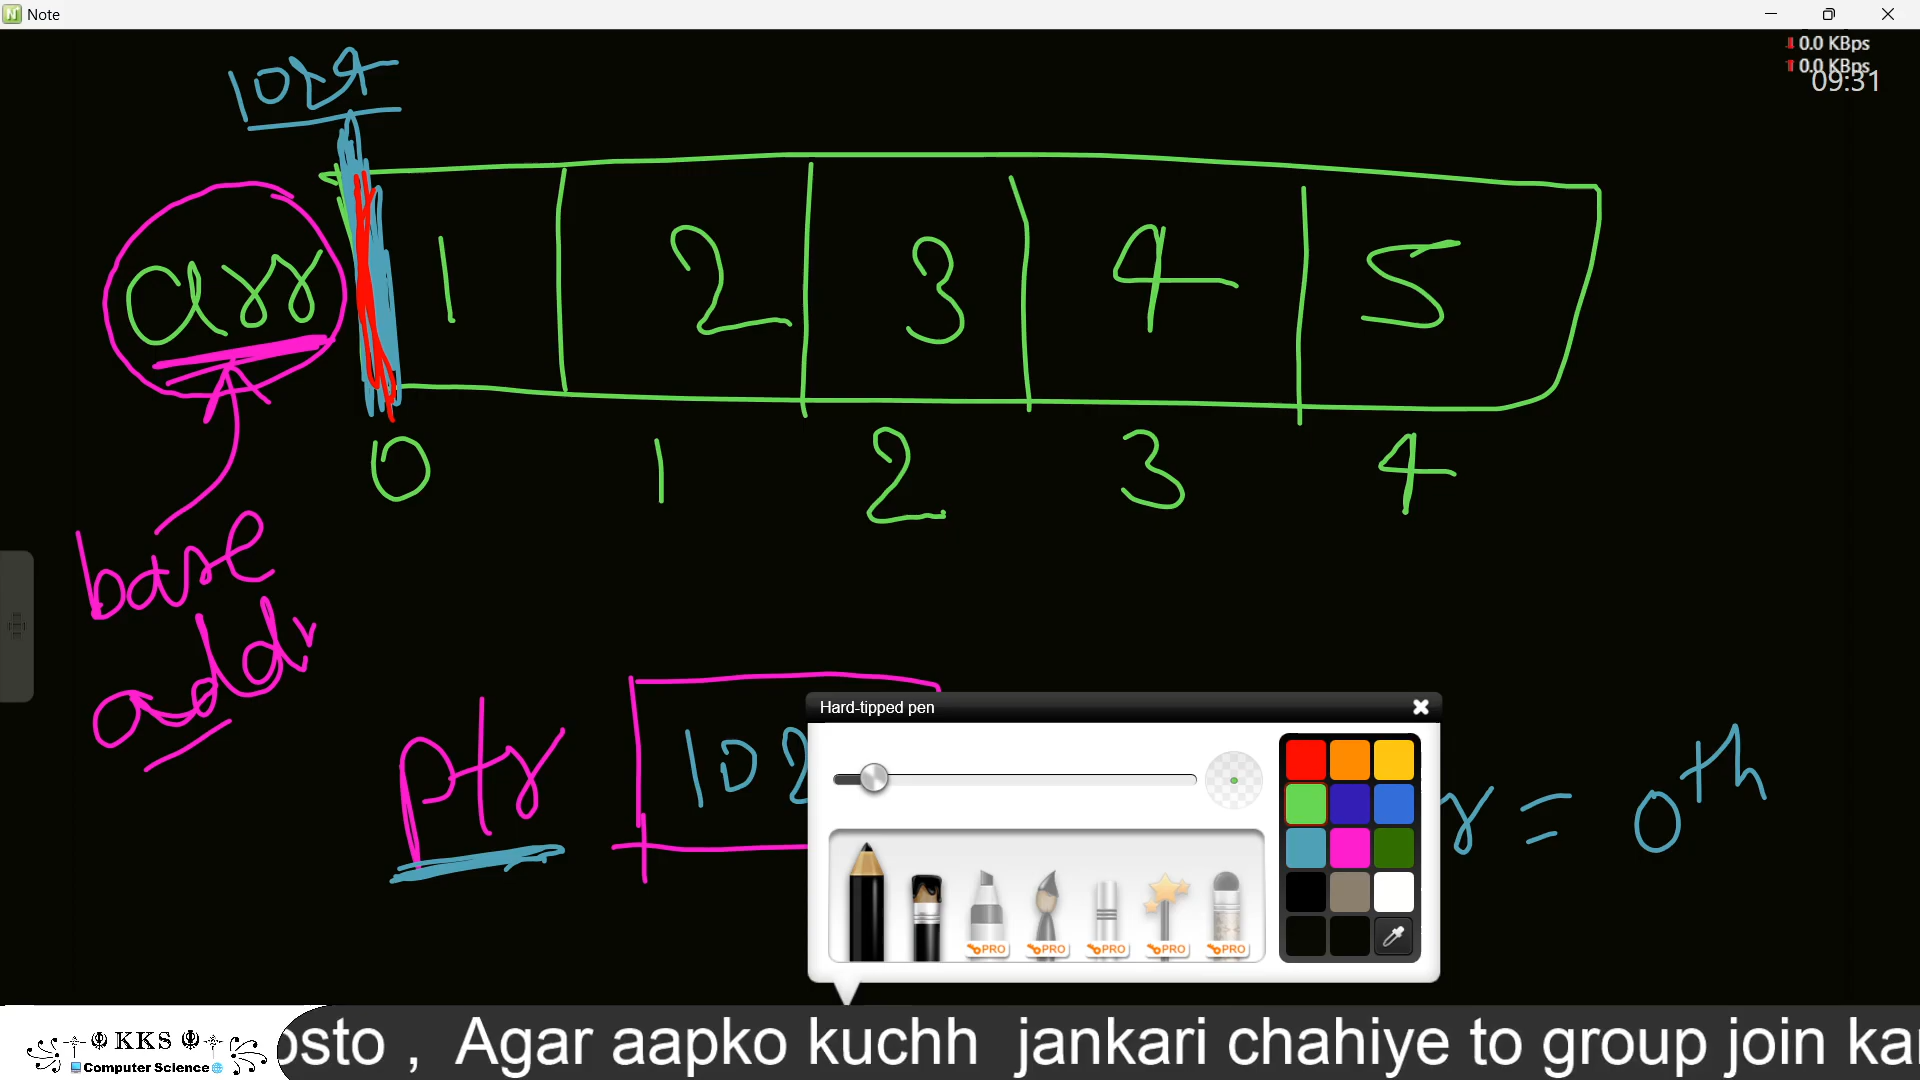 Note
0.0 KBps
0.0 KBps
09:31
1024
arr 1 2 3 4 5
0 1 2 3 4
base
addr
Hard-tipped pen
ptr 102
r = 0th
PRO PRO PRO PRO PRO
KKS
Computer Science
osto , Agar aapko kuchh jankari chahiye to group join ka